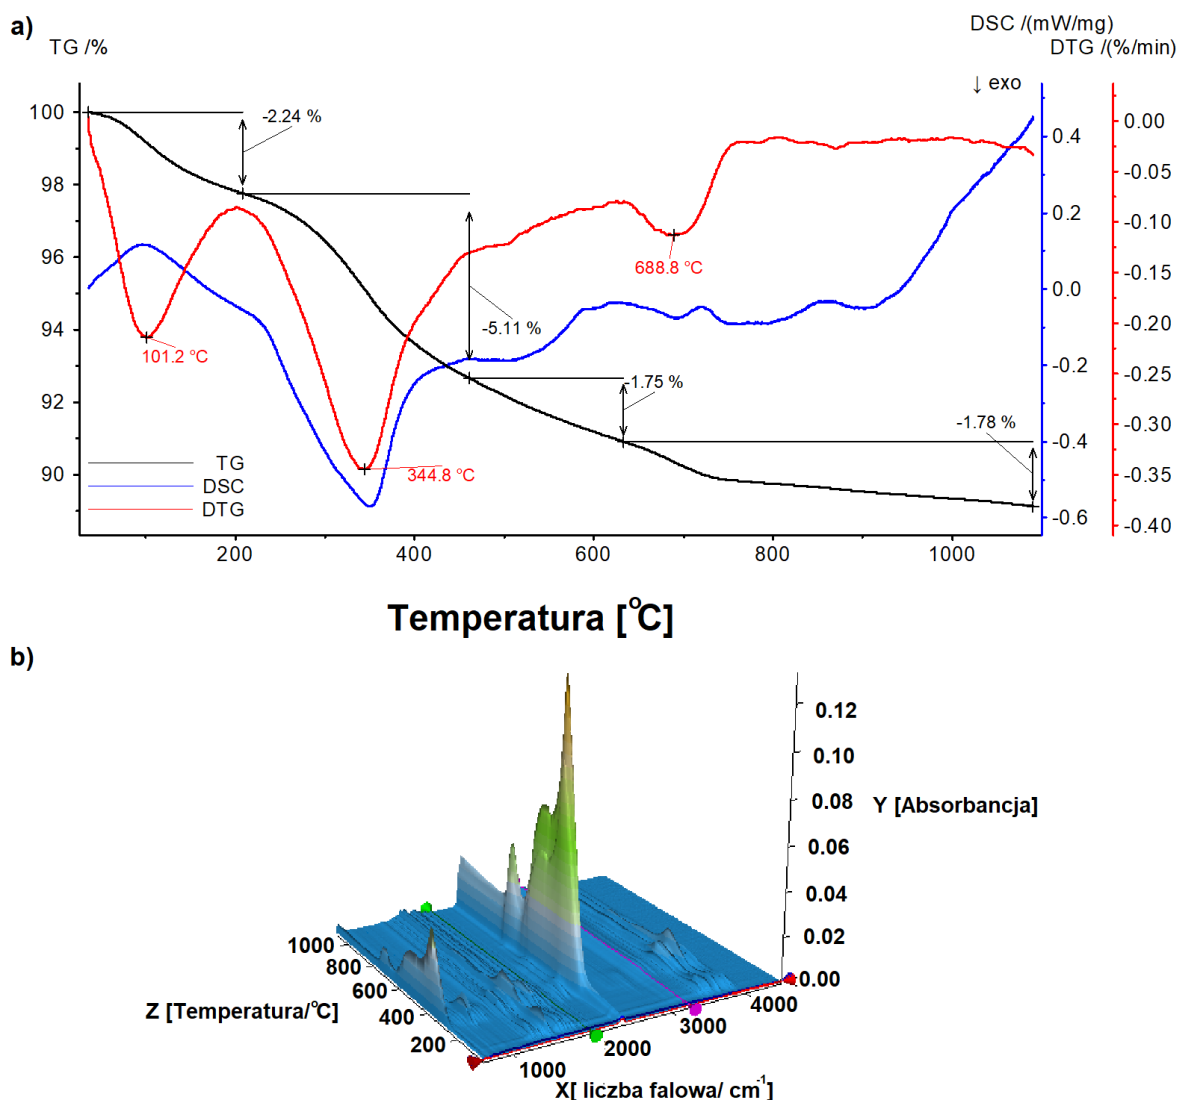 a)
DSC /(mW/mg)
TG /%
DTG /(%/min)
↓ exo
100
98
96
94
92
90
-2.24 %
-5.11 %
-1.75 %
-1.78 %
101.2 °C
344.8 °C
688.8 °C
TG
DSC
DTG
0.4
0.2
0.0
-0.2
-0.4
-0.6
0.00
-0.05
-0.10
-0.15
-0.20
-0.25
-0.30
-0.35
-0.40
200
400
600
800
1000
Temperatura [°C]
b)
0.12
0.10
0.08
0.06
0.04
0.02
0.00
Y [Absorbancja]
1000
800
600
400
200
Z [Temperatura/°C]
1000
2000
3000
4000
X[ liczba falowa/ cm⁻¹]